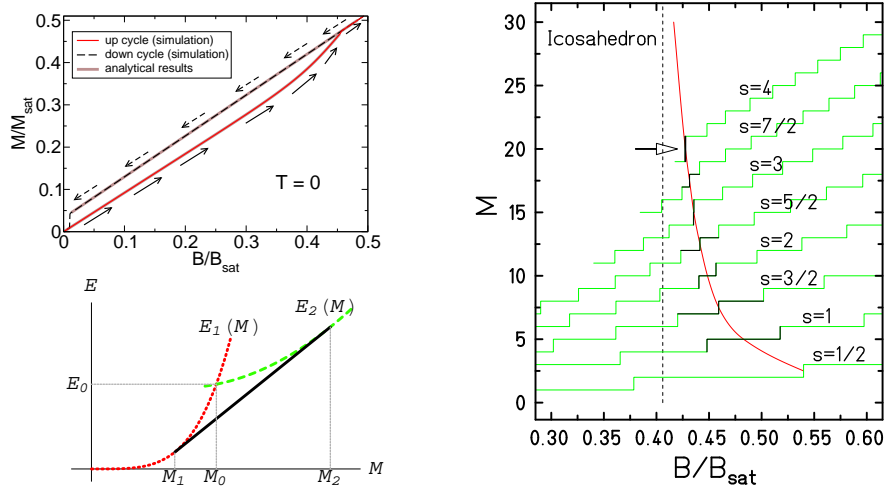 M/M_sat
0.5
0.4
0.3
0.2
0.1
0
up cycle (simulation)
down cycle (simulation)
analytical results
T = 0
0 0.1 0.2 0.3 0.4 0.5
B/B_sat
E
E_1 (M)
E_2 (M)
E_0
M_1 M_0 M_2
M
Icosahedron
M
30
25
20
15
10
5
0
s=4
s=7/2
s=3
s=5/2
s=2
s=3/2
s=1
s=1/2
0.30 0.35 0.40 0.45 0.50 0.55 0.60
B/B_sat